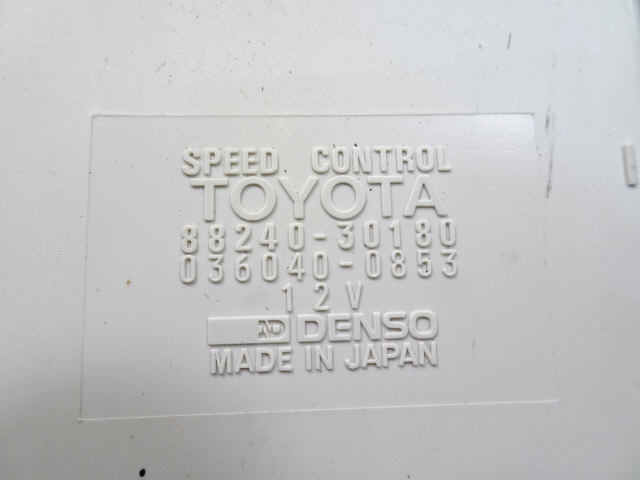 SPEED CONTROL
TOYOTA
88240-30180
036040-0853
12V
ND DENSO
MADE IN JAPAN